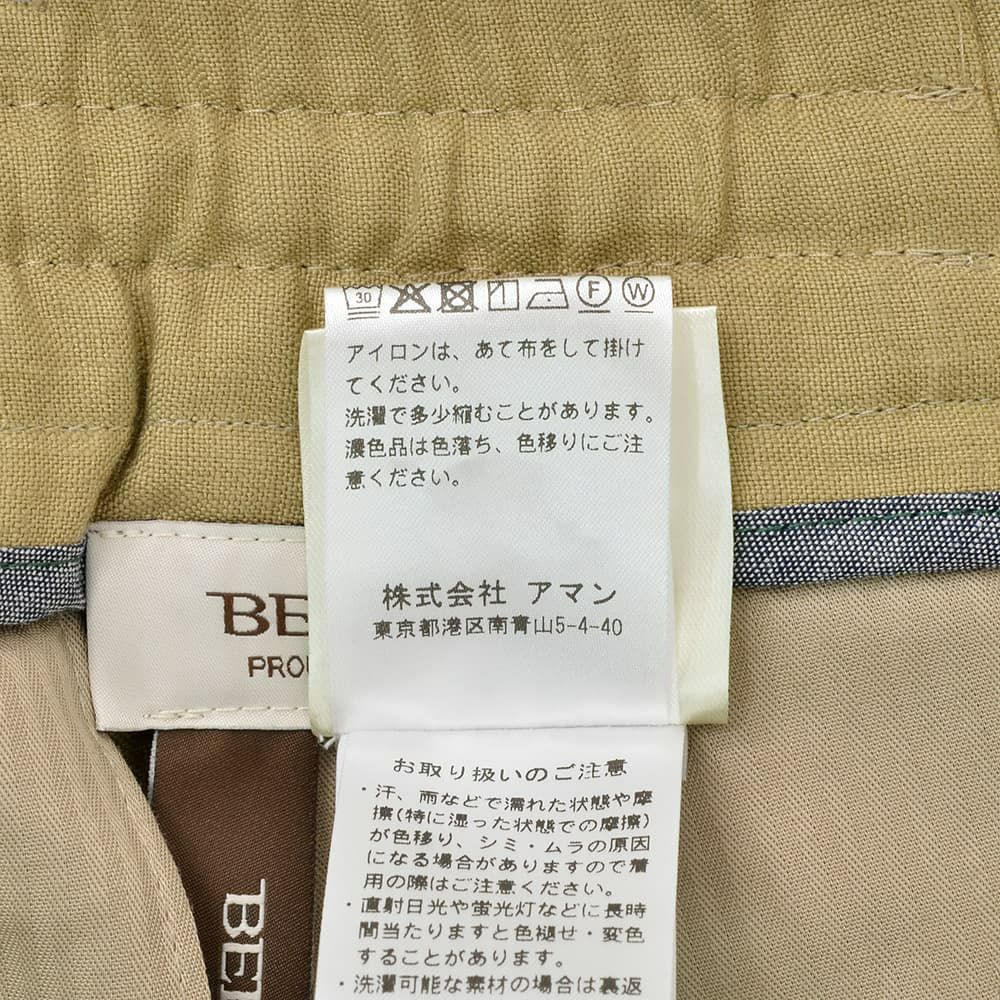 30 F W
アイロンは、あて布をして掛け
てください。
洗濯で多少縮むことがあります。
濃色品は色落ち、色移りにご注
意ください。
株式会社 アマン
東京都港区南青山5-4-40
BE
PRO
お取り扱いのご注意
・汗、雨などで濡れた状態や摩
擦(特に湿った状態での摩擦)
が色移り、シミ・ムラの原因
になる場合がありますので着
用の際はご注意ください。
・直射日光や蛍光灯などに長時
間当たりますと色褪せ・変色
することがあります。
・洗濯可能な素材の場合は裏返
BE